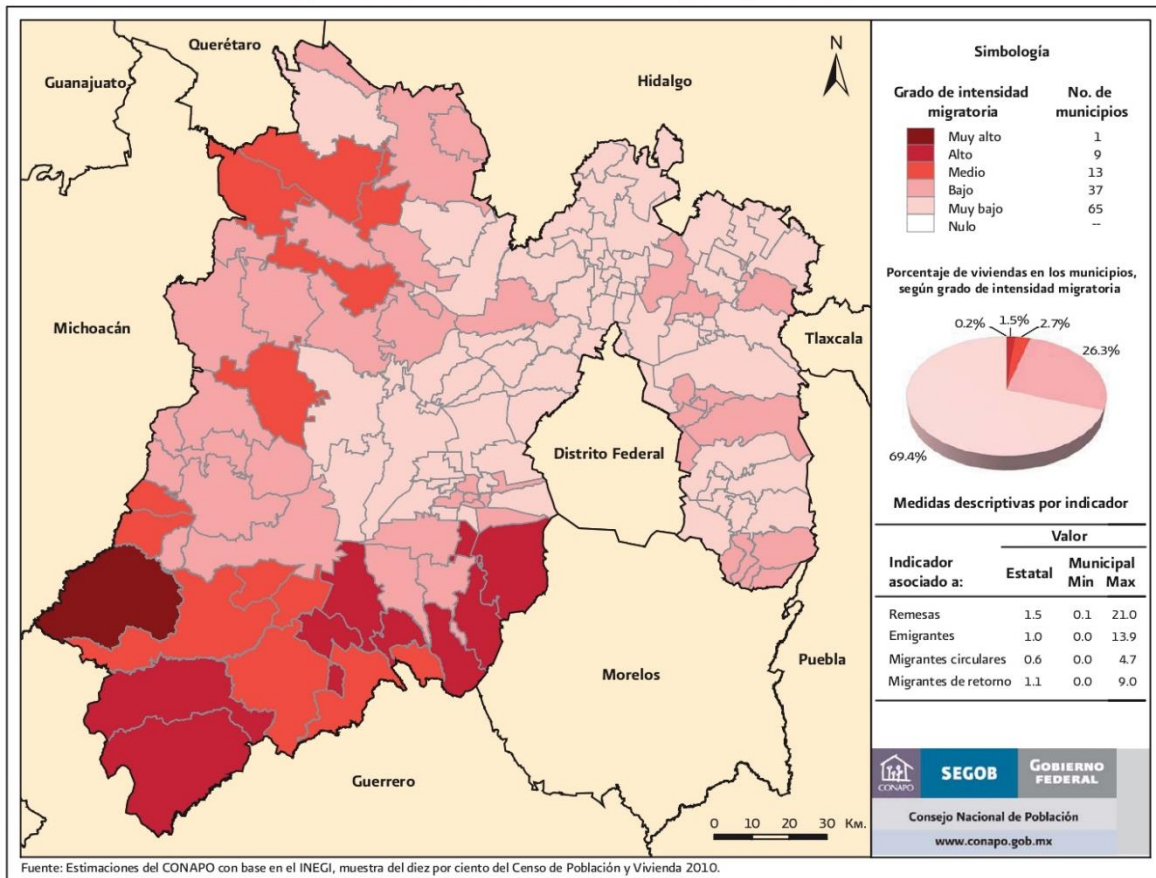 Querétaro
Guanajuato
Hidalgo
N
Michoacán
Tlaxcala
Distrito Federal
Morelos
Puebla
Guerrero
0 10 20 30 Km.
Simbología
Grado de intensidad migratoria No. de municipios
Muy alto 1
Alto 9
Medio 13
Bajo 37
Muy bajo 65
Nulo --
Porcentaje de viviendas en los municipios,
según grado de intensidad migratoria
0.2% 1.5% 2.7%
26.3%
69.4%
Medidas descriptivas por indicador
Valor
Indicador asociado a: Estatal Municipal
Min Max
Remesas 1.5 0.1 21.0
Emigrantes 1.0 0.0 13.9
Migrantes circulares 0.6 0.0 4.7
Migrantes de retorno 1.1 0.0 9.0
CONAPO
SEGOB
GOBIERNO
FEDERAL
Consejo Nacional de Población
www.conapo.gob.mx
Fuente: Estimaciones del CONAPO con base en el INEGI, muestra del diez por ciento del Censo de Población y Vivienda 2010.